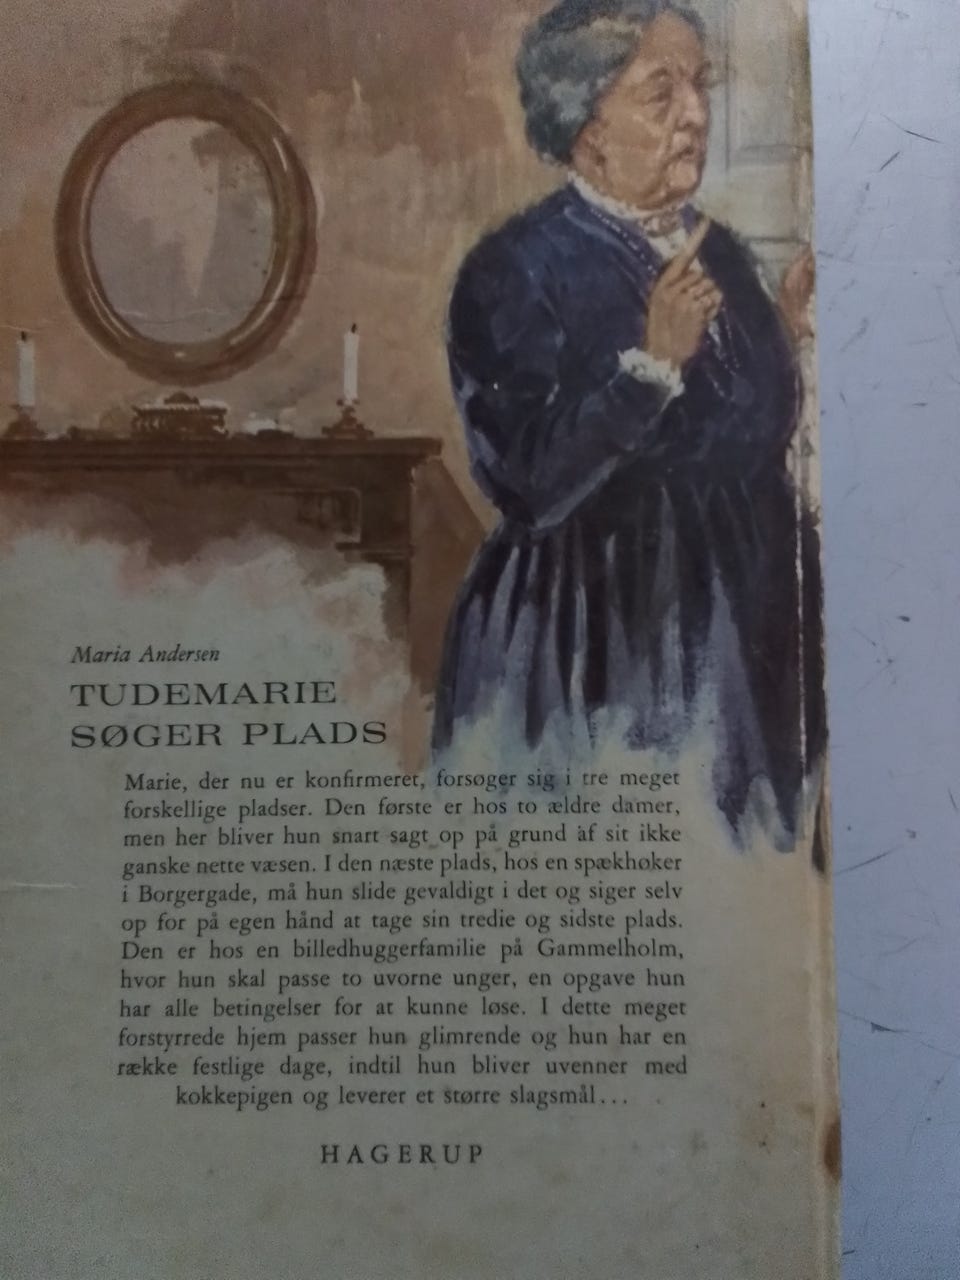 Maria Andersen
TUDEMARIE
SØGER PLADS
Marie, der nu er konfirmeret, forsøger sig i tre meget
forskellige pladser. Den første er hos to ældre damer,
men her bliver hun snart sagt op på grund af sit ikke
ganske nette væsen. I den næste plads, hos en spækhøker
i Borgergade, må hun slide gevaldigt i det og siger selv
op for på egen hånd at tage sin tredie og sidste plads.
Den er hos en billedhuggerfamilie på Gammelholm,
hvor hun skal passe to uvorne unger, en opgave hun
har alle betingelser for at kunne løse. I dette meget
forstyrrede hjem passer hun glimrende og hun har en
række festlige dage, indtil hun bliver uvenner med
kokkepigen og leverer et større slagsmål...
HAGERUP